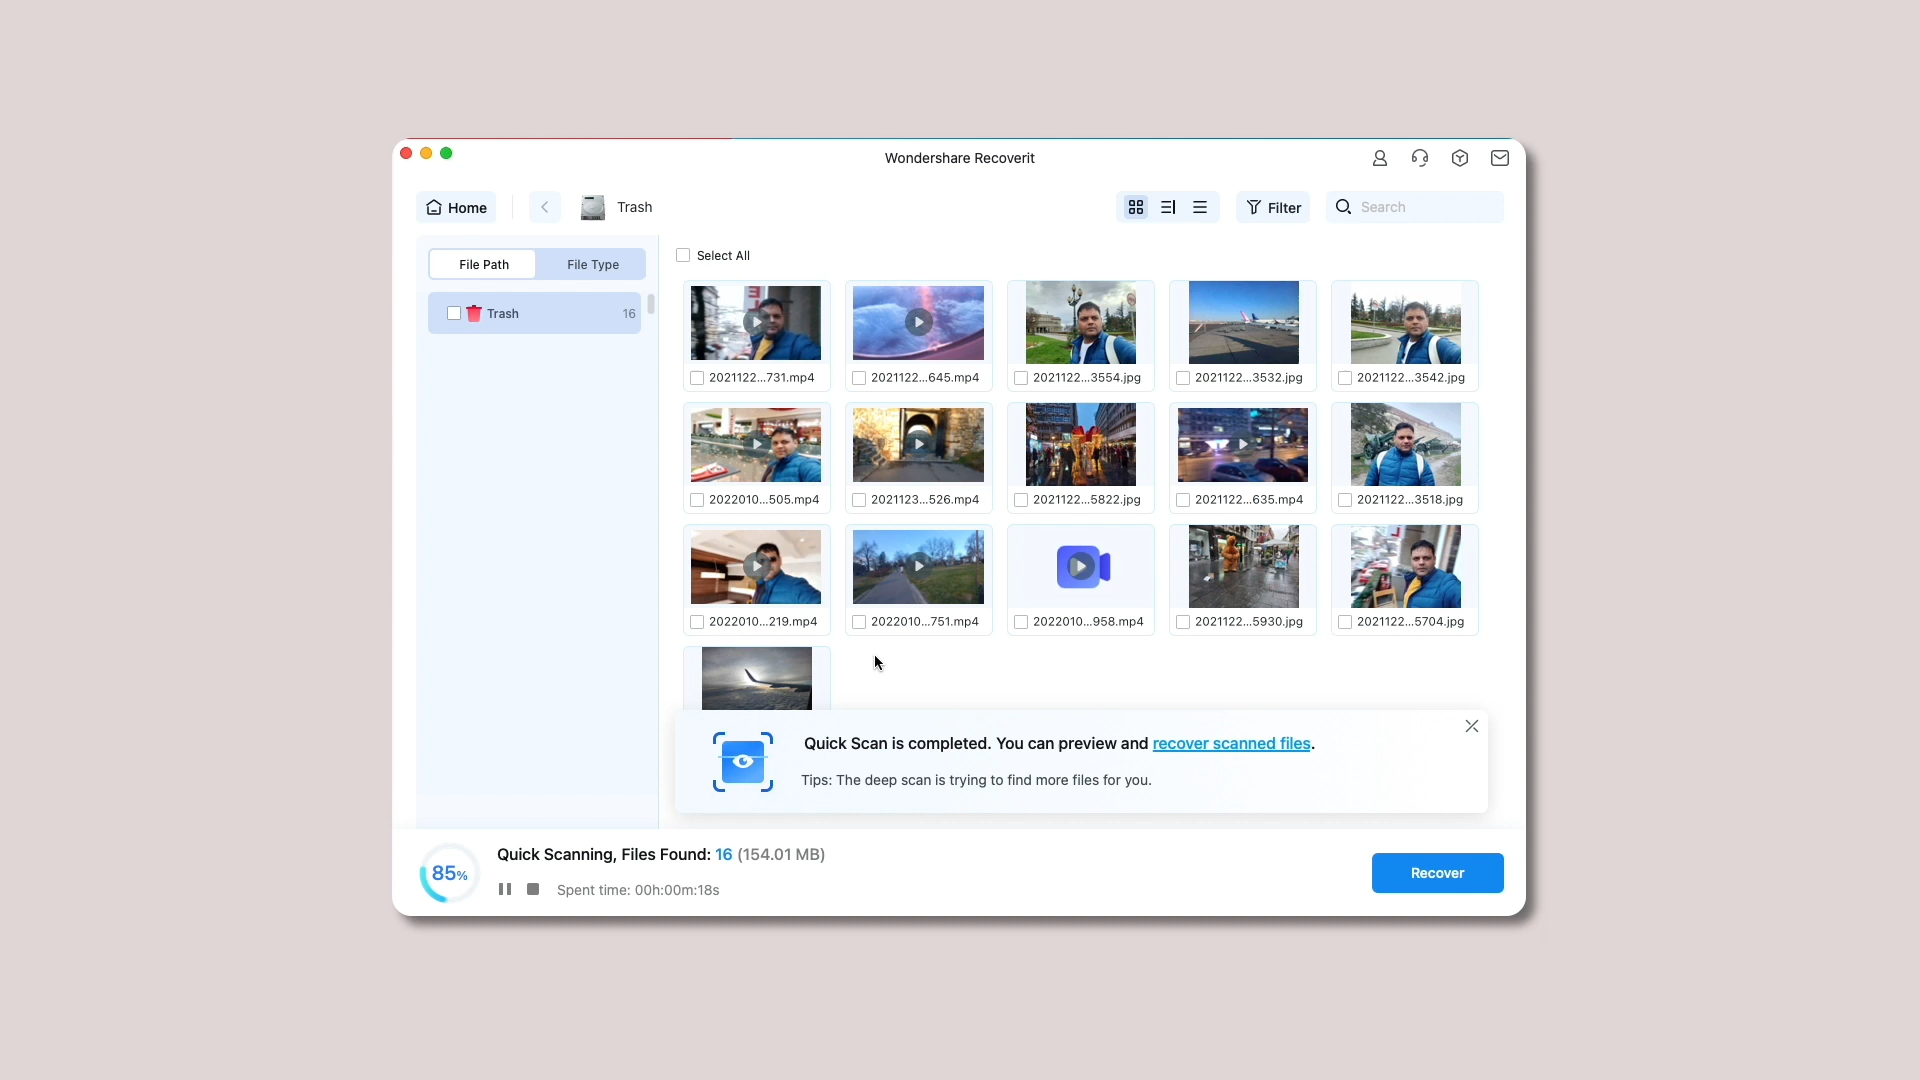 Wondershare Recoverit
Home
Trash
Filter
Search
File Path
File Type
Select All
Trash
16
2021122...731.mp4
2021122...645.mp4
2021122...3554.jpg
2021122...3532.jpg
2021122...3542.jpg
2022010...505.mp4
2021123...526.mp4
2021122...5822.jpg
2021122...635.mp4
2021122...3518.jpg
2022010...219.mp4
2022010...751.mp4
2022010...958.mp4
2021122...5930.jpg
2021122...5704.jpg
Quick Scan is completed. You can preview and recover scanned files.
Tips: The deep scan is trying to find more files for you.
85%
Quick Scanning, Files Found: 16 (154.01 MB)
Spent time: 00h:00m:18s
Recover